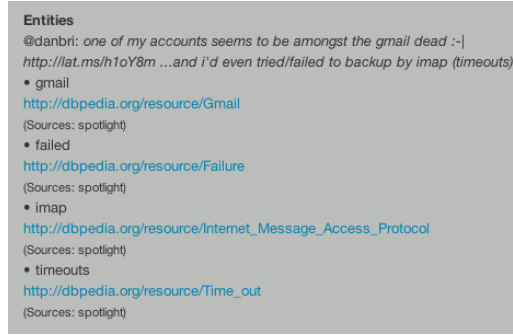 Entities
@danbri: one of my accounts seems to be amongst the gmail dead :-|
http://lat.ms/h1oY8m ...and i'd even tried/failed to backup by imap (timeouts)
• gmail
http://dbpedia.org/resource/Gmail
(Sources: spotlight)
• failed
http://dbpedia.org/resource/Failure
(Sources: spotlight)
• imap
http://dbpedia.org/resource/Internet_Message_Access_Protocol
(Sources: spotlight)
• timeouts
http://dbpedia.org/resource/Time_out
(Sources: spotlight)